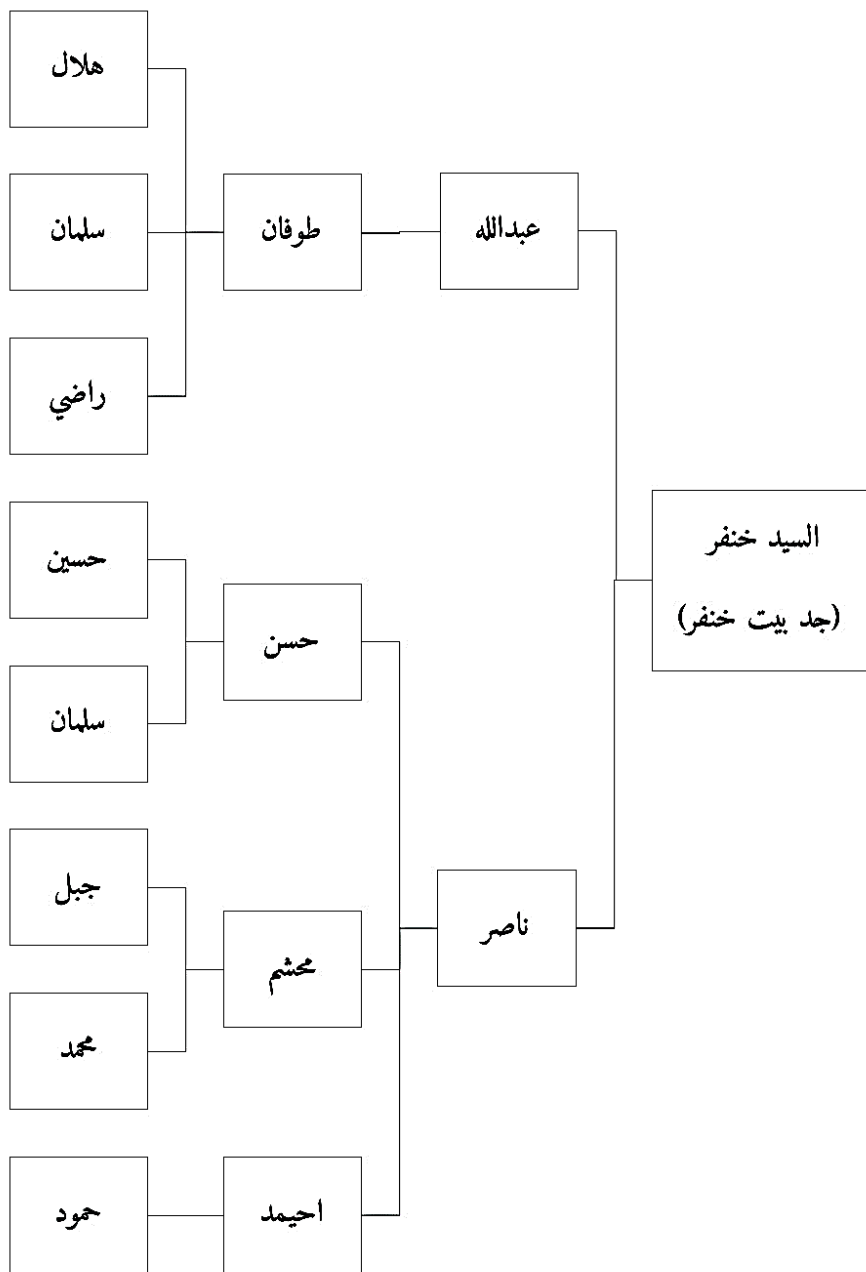 السيد خنفر
(جد بيت خنفر)
عبدالله
طوفان
هلال
سلمان
راضي
ناصر
حسن
حسين
سلمان
محشم
جبل
محمد
احيمد
حمود